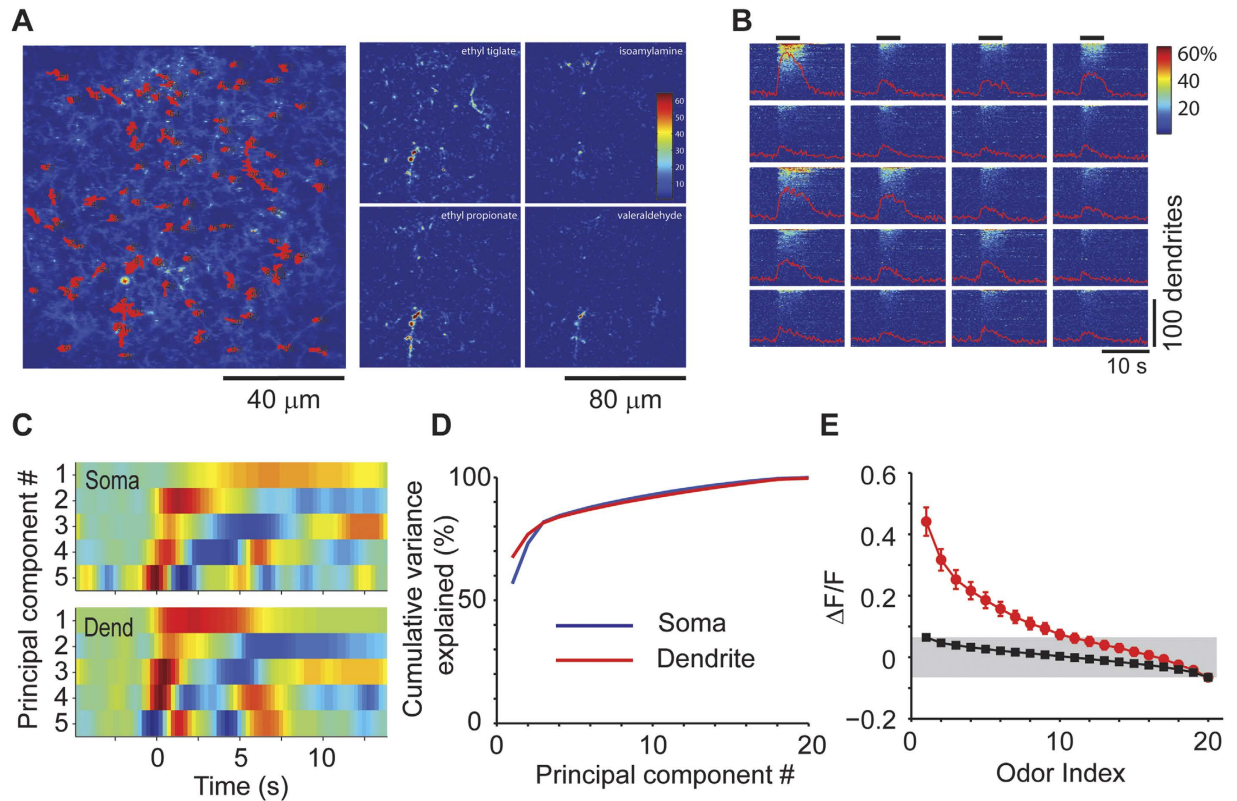 A
ethyl tiglate
isoamylamine
60
50
40
30
20
10
ethyl propionate
valeraldehyde
40 μm
80 μm
B
60%
40
20
100 dendrites
10 s
C
Principal component #
Soma
1
2
3
4
5
Dend
1
2
3
4
5
0 5 10
Time (s)
D
Cumulative variance
explained (%)
100
50
0
Soma
Dendrite
0 10 20
Principal component #
E
ΔF/F
0.6
0.4
0.2
0
−0.2
0 10 20
Odor Index